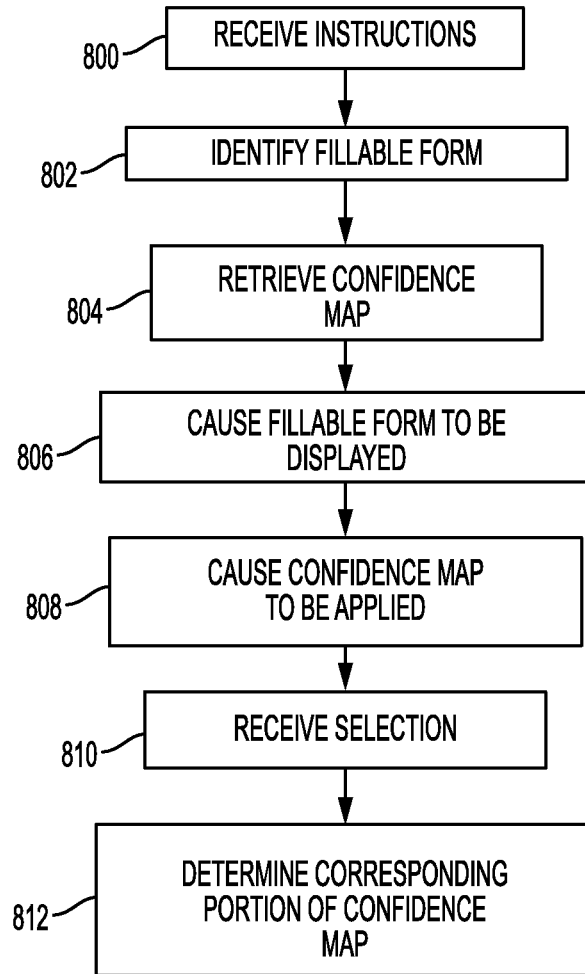 800
RECEIVE INSTRUCTIONS
802
IDENTIFY FILLABLE FORM
804
RETRIEVE CONFIDENCE
MAP
806
CAUSE FILLABLE FORM TO BE
DISPLAYED
808
CAUSE CONFIDENCE MAP
TO BE APPLIED
810
RECEIVE SELECTION
812
DETERMINE CORRESPONDING
PORTION OF CONFIDENCE
MAP